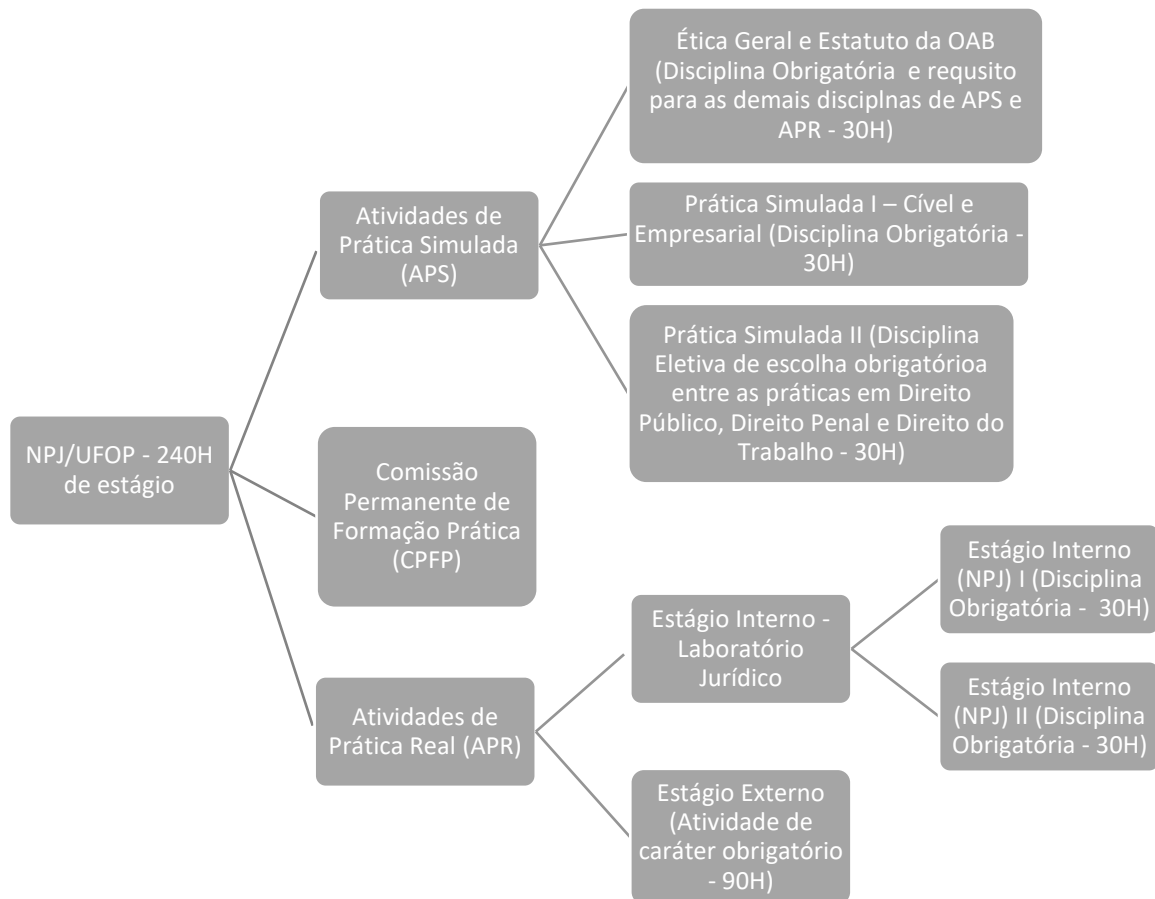 Ética Geral e Estatuto da OAB
(Disciplina Obrigatória e requsito
para as demais disciplnas de APS e
APR - 30H)
Atividades de
Prática Simulada
(APS)
Prática Simulada I – Cível e
Empresarial (Disciplina Obrigatória -
30H)
Prática Simulada II (Disciplina
Eletiva de escolha obrigatórioa
entre as práticas em Direito
Público, Direito Penal e Direito do
Trabalho - 30H)
NPJ/UFOP - 240H
de estágio
Comissão
Permanente de
Formação Prática
(CPFP)
Atividades de
Prática Real (APR)
Estágio Interno -
Laboratório
Jurídico
Estágio Interno
(NPJ) I (Disciplina
Obrigatória - 30H)
Estágio Interno
(NPJ) II (Disciplina
Obrigatória - 30H)
Estágio Externo
(Atividade de
caráter obrigatório
- 90H)